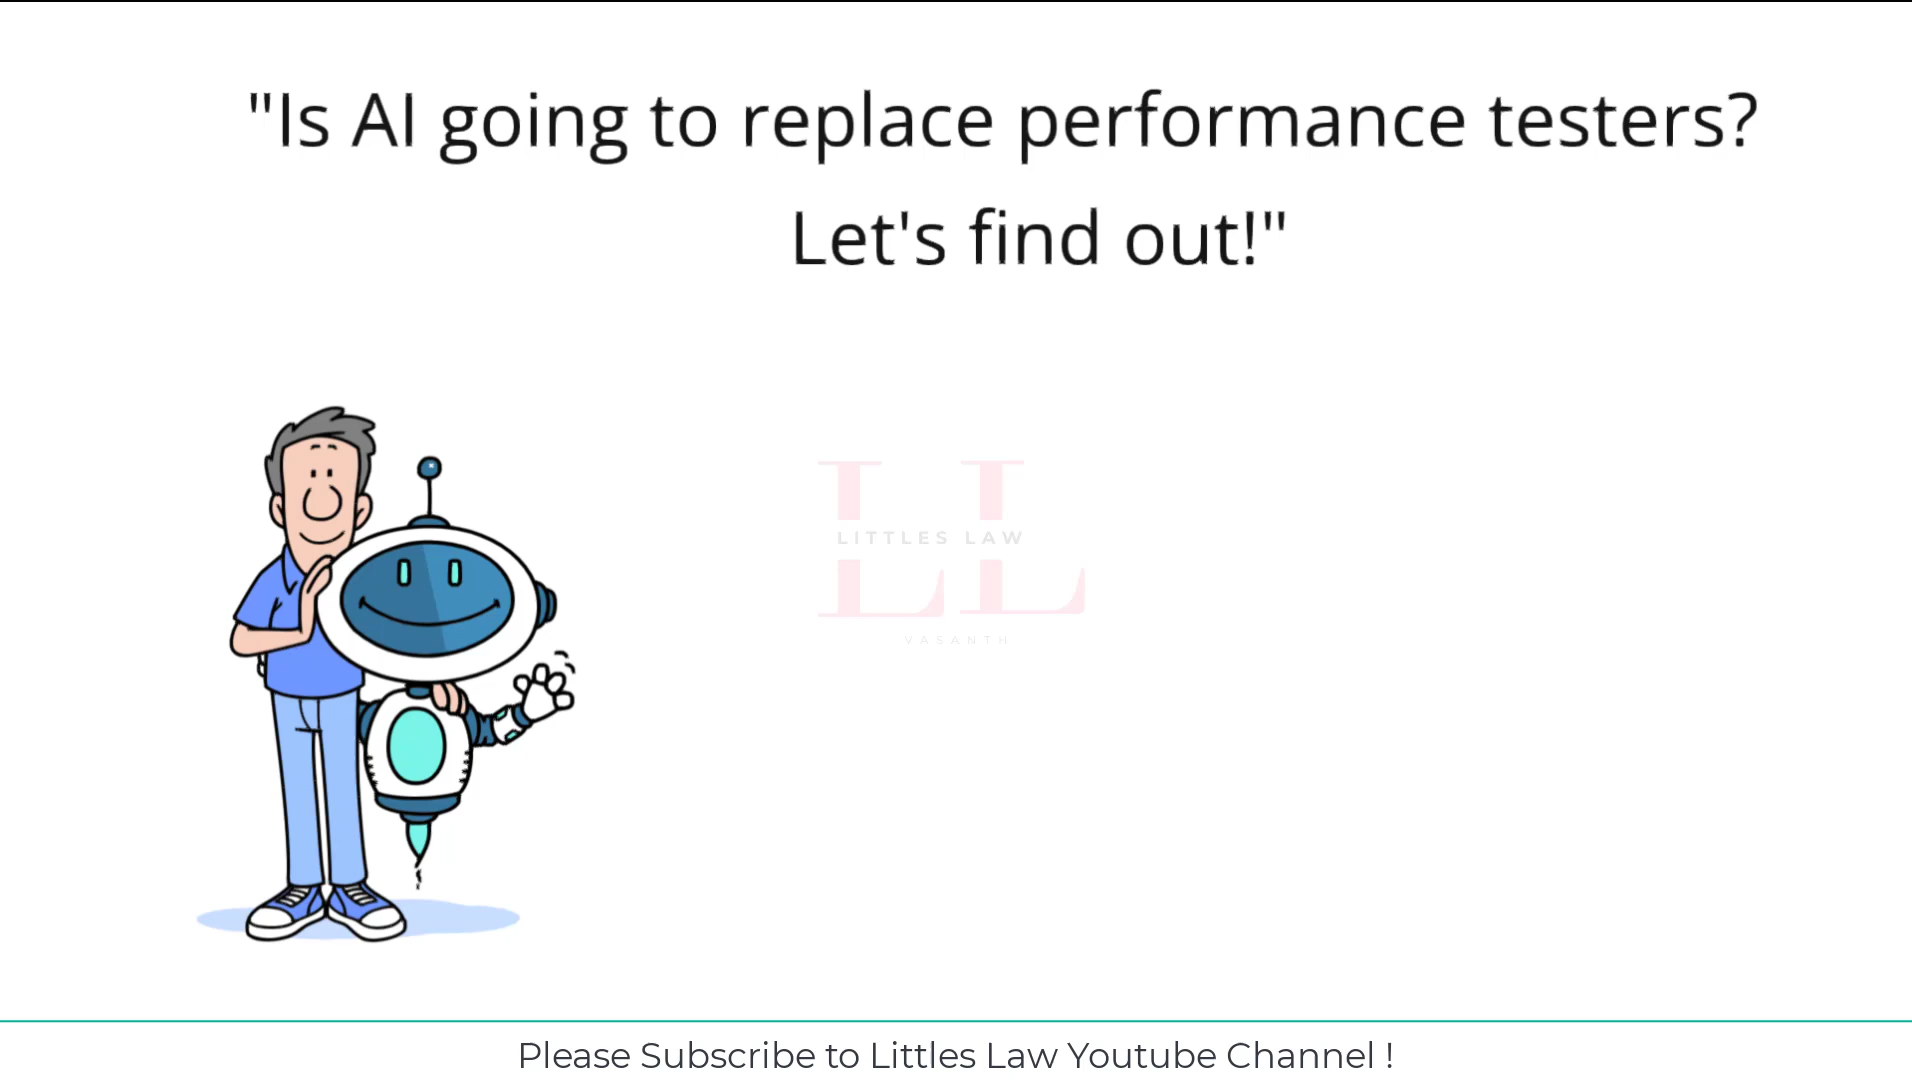 "Is AI going to replace performance testers?
Let's find out!"
LITTLES LAW
VASANTH
Please Subscribe to Littles Law Youtube Channel !